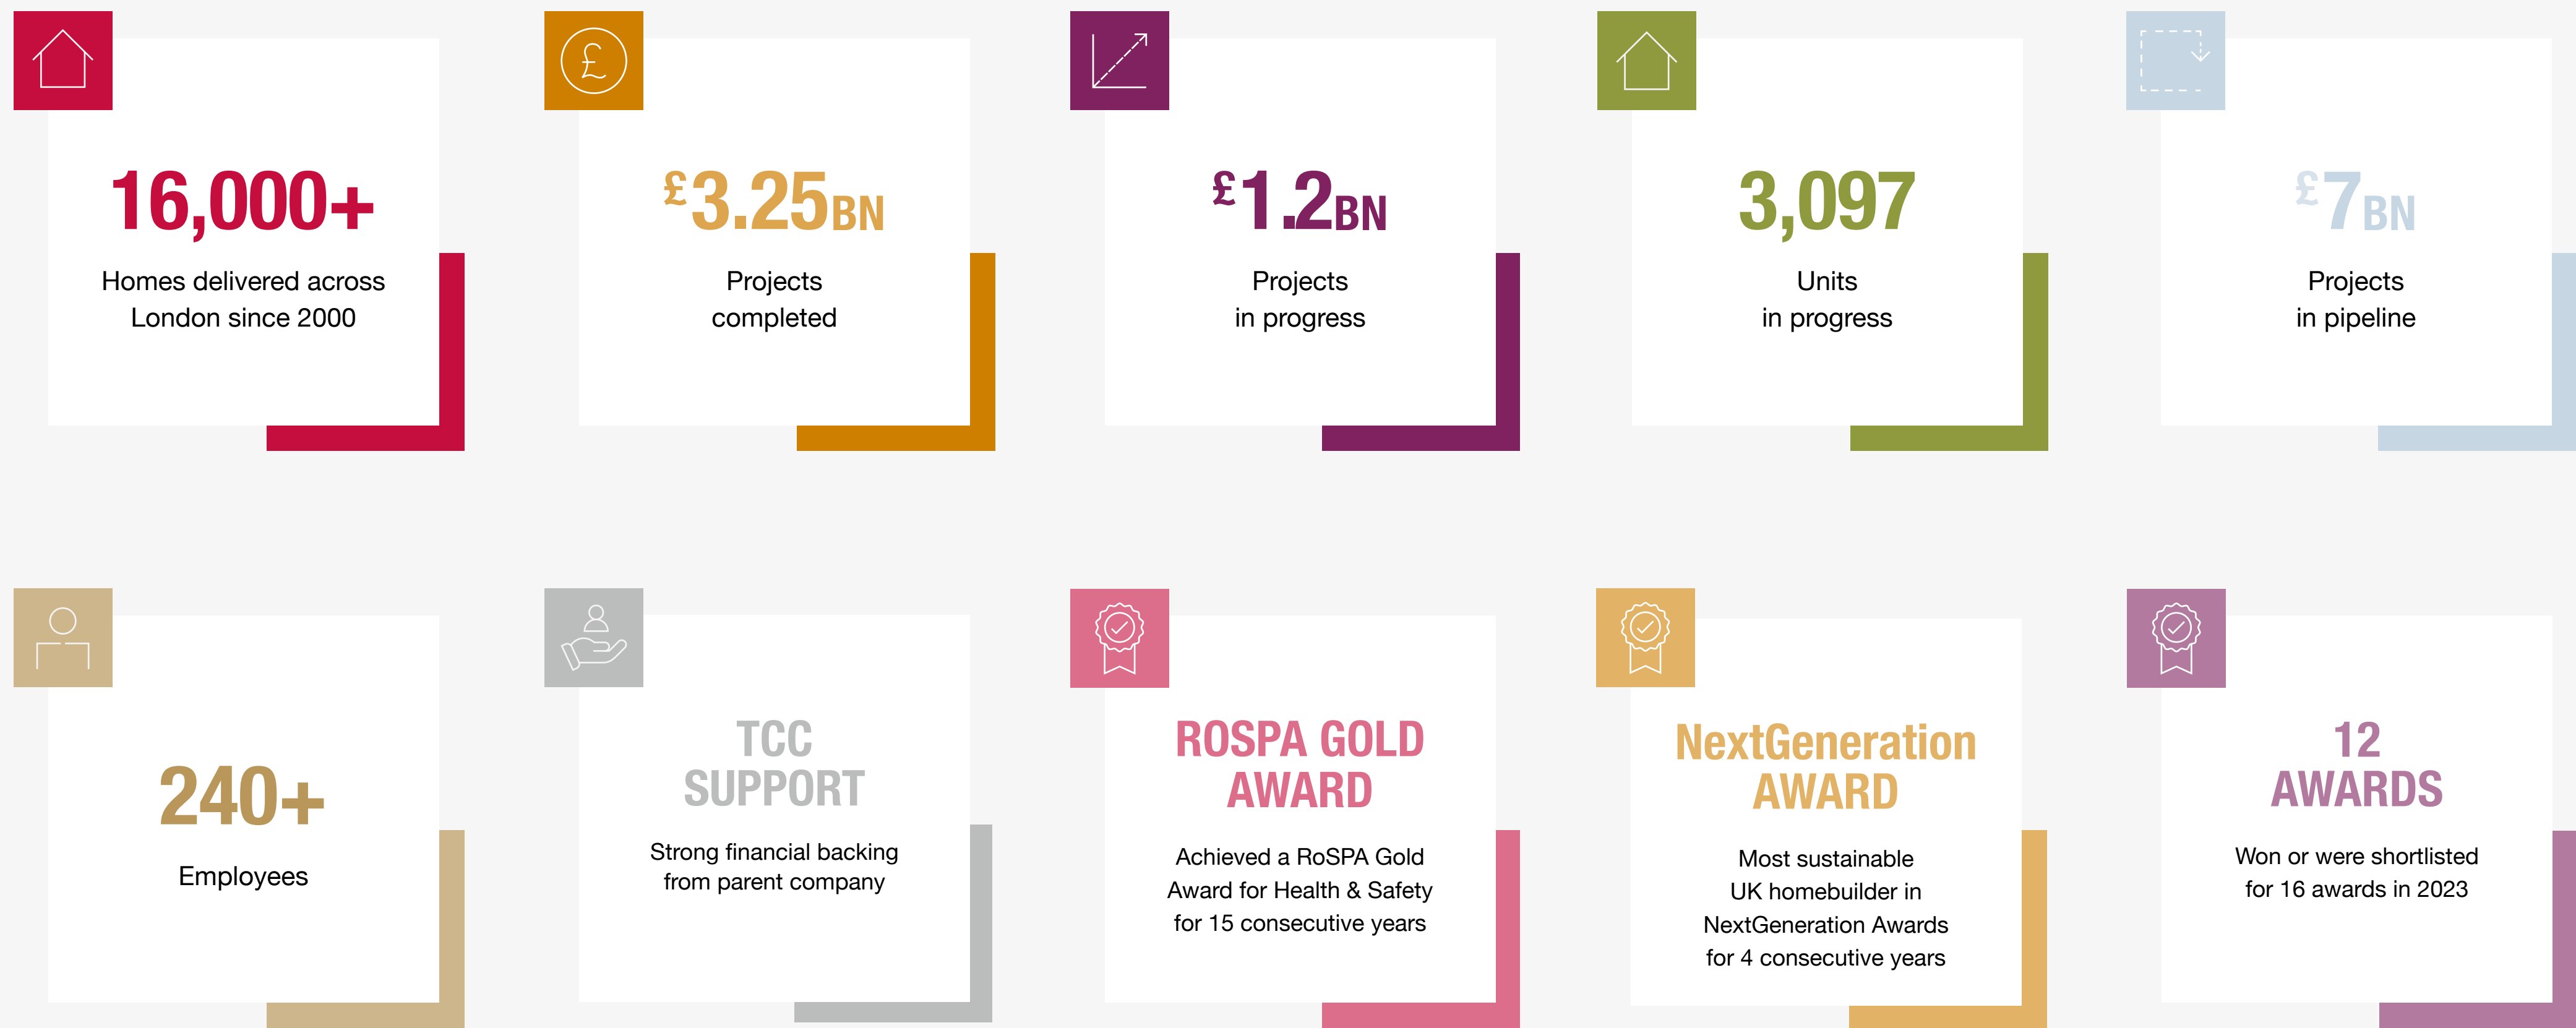 16,000+
Homes delivered across
London since 2000
£3.25BN
Projects
completed
£1.2BN
Projects
in progress
3,097
Units
in progress
£7BN
Projects
in pipeline
240+
Employees
TCC
SUPPORT
Strong financial backing
from parent company
ROSPA GOLD
AWARD
Achieved a RoSPA Gold
Award for Health & Safety
for 15 consecutive years
NextGeneration
AWARD
Most sustainable
UK homebuilder in
NextGeneration Awards
for 4 consecutive years
12
AWARDS
Won or were shortlisted
for 16 awards in 2023